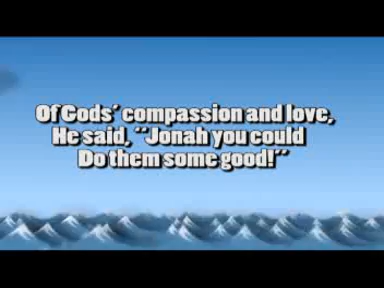 Of Gods' compassion and love,
He said, "Jonah you could
Do them some good!"